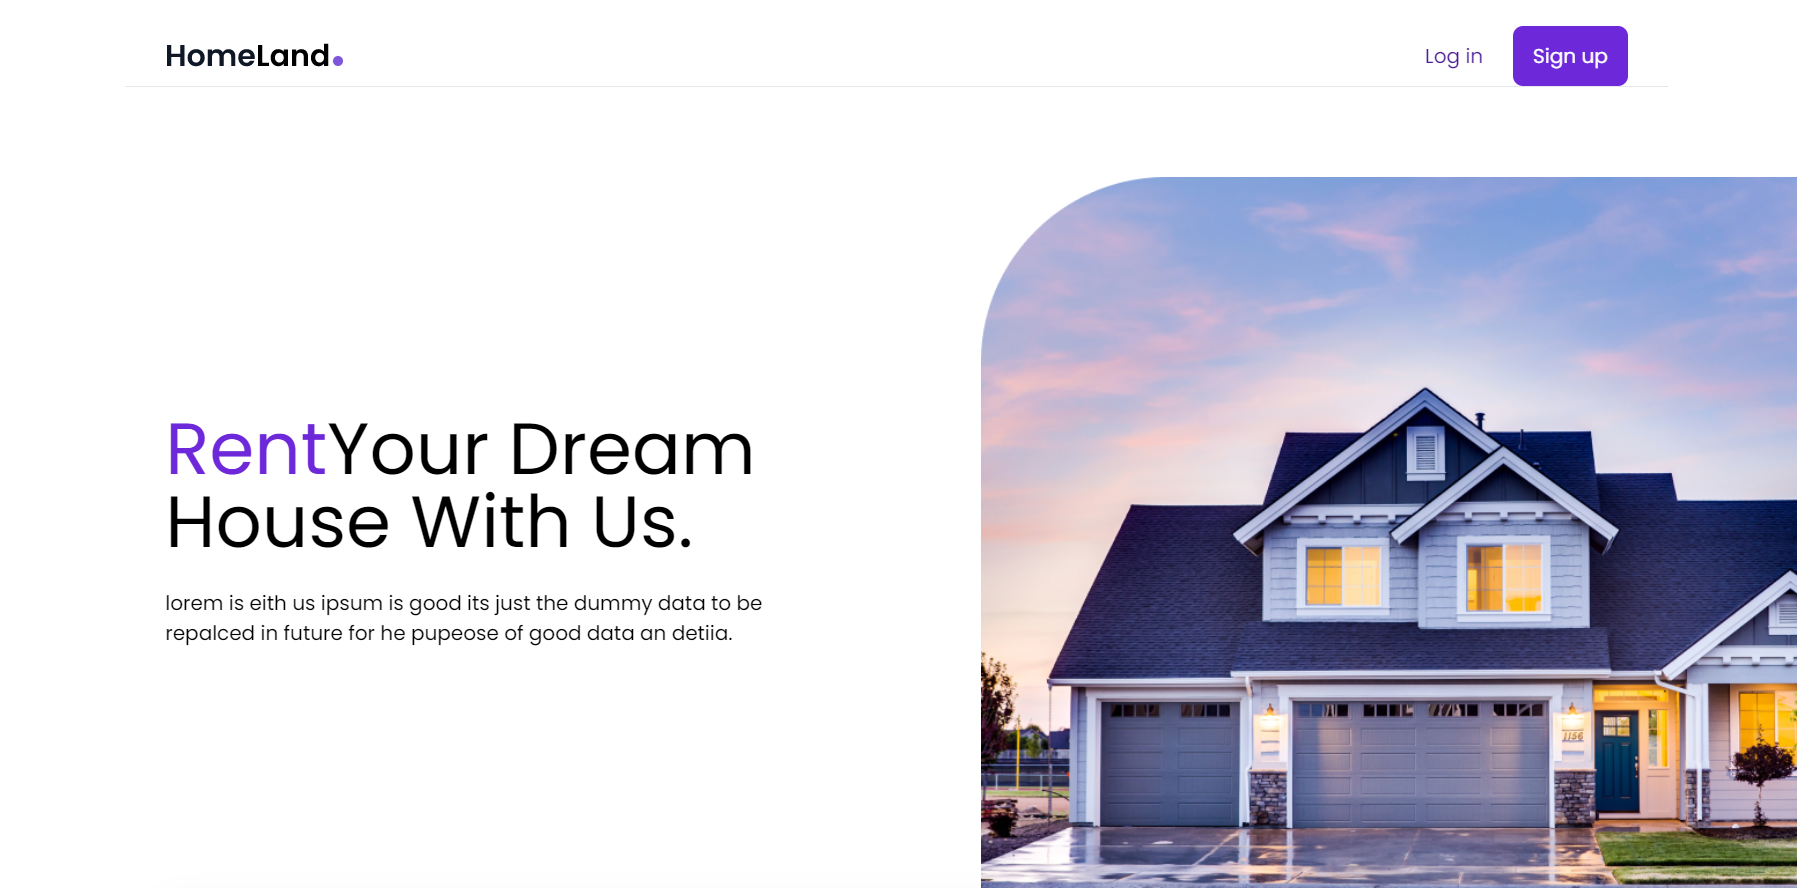 HomeLand.
Log in
Sign up
RentYour Dream
House With Us.
lorem is eith us ipsum is good its just the dummy data to be
repalced in future for he pupeose of good data an detiia.
1156